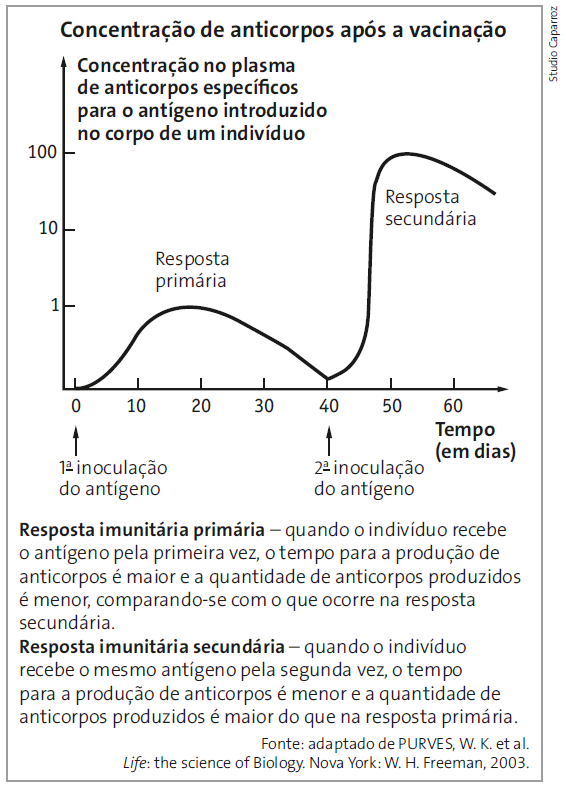 Studio Caparroz
Concentração de anticorpos após a vacinação
Concentração no plasma
de anticorpos específicos
para o antígeno introduzido
no corpo de um indivíduo
100
10
1
Resposta
primária
Resposta
secundária
0 10 20 30 40 50 60
Tempo
(em dias)
1ª inoculação
do antígeno
2ª inoculação
do antígeno
Resposta imunitária primária – quando o indivíduo recebe
o antígeno pela primeira vez, o tempo para a produção de
anticorpos é maior e a quantidade de anticorpos produzidos
é menor, comparando-se com o que ocorre na resposta
secundária.
Resposta imunitária secundária – quando o indivíduo
recebe o mesmo antígeno pela segunda vez, o tempo
para a produção de anticorpos é menor e a quantidade de
anticorpos produzidos é maior do que na resposta primária.
Fonte: adaptado de PURVES, W. K. et al.
Life: the science of Biology. Nova York: W. H. Freeman, 2003.